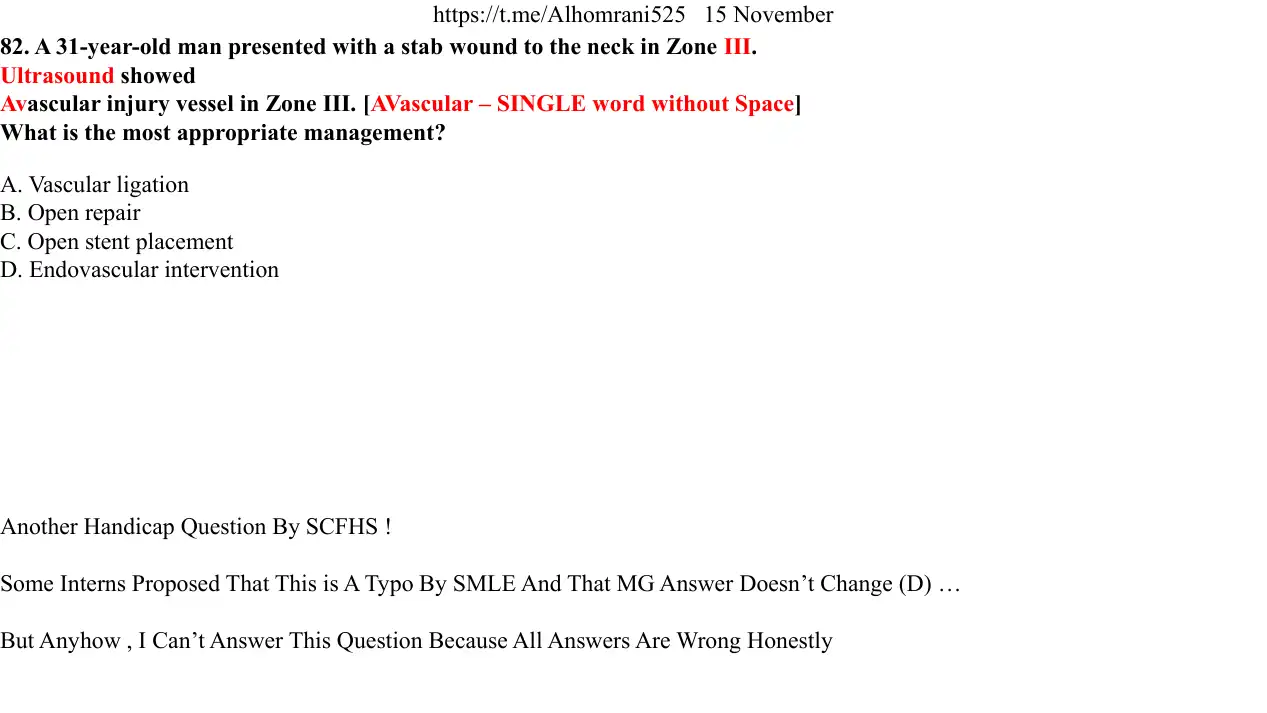 https://t.me/Alhomrani525 15 November
82. A 31-year-old man presented with a stab wound to the neck in Zone III.
Ultrasound showed
Avascular injury vessel in Zone III. [AVascular – SINGLE word without Space]
What is the most appropriate management?
A. Vascular ligation
B. Open repair
C. Open stent placement
D. Endovascular intervention
Another Handicap Question By SCFHS !
Some Interns Proposed That This is A Typo By SMLE And That MG Answer Doesn’t Change (D) …
But Anyhow , I Can’t Answer This Question Because All Answers Are Wrong Honestly